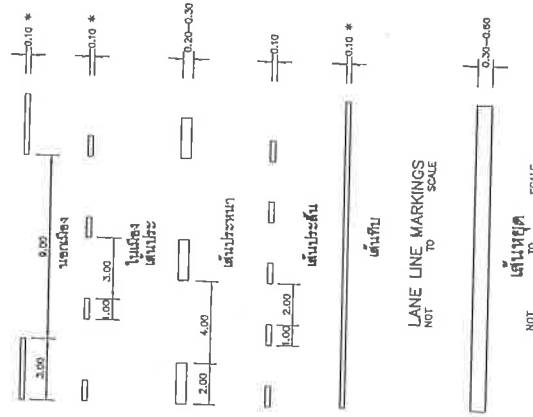 0.10 *
3.00
9.00
นอกเมือง
0.10 *
1.00
3.00
ในเมือง
เส้นประ
0.20-0.30
2.00
4.00
เส้นประหนา
0.10
1.00
2.00
เส้นประสั้น
0.10 *
เส้นทึบ
LANE LINE MARKINGS
NOT TO SCALE
0.30-0.60
เส้นหยุด
NOT TO SCALE